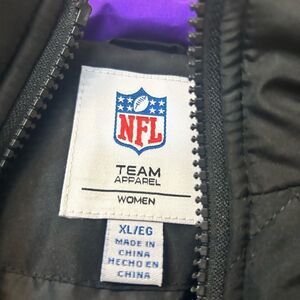 NFL
TEAM
APPAREL
WOMEN
XL/EG
MADE IN
CHINA
HECHO EN
CHINA